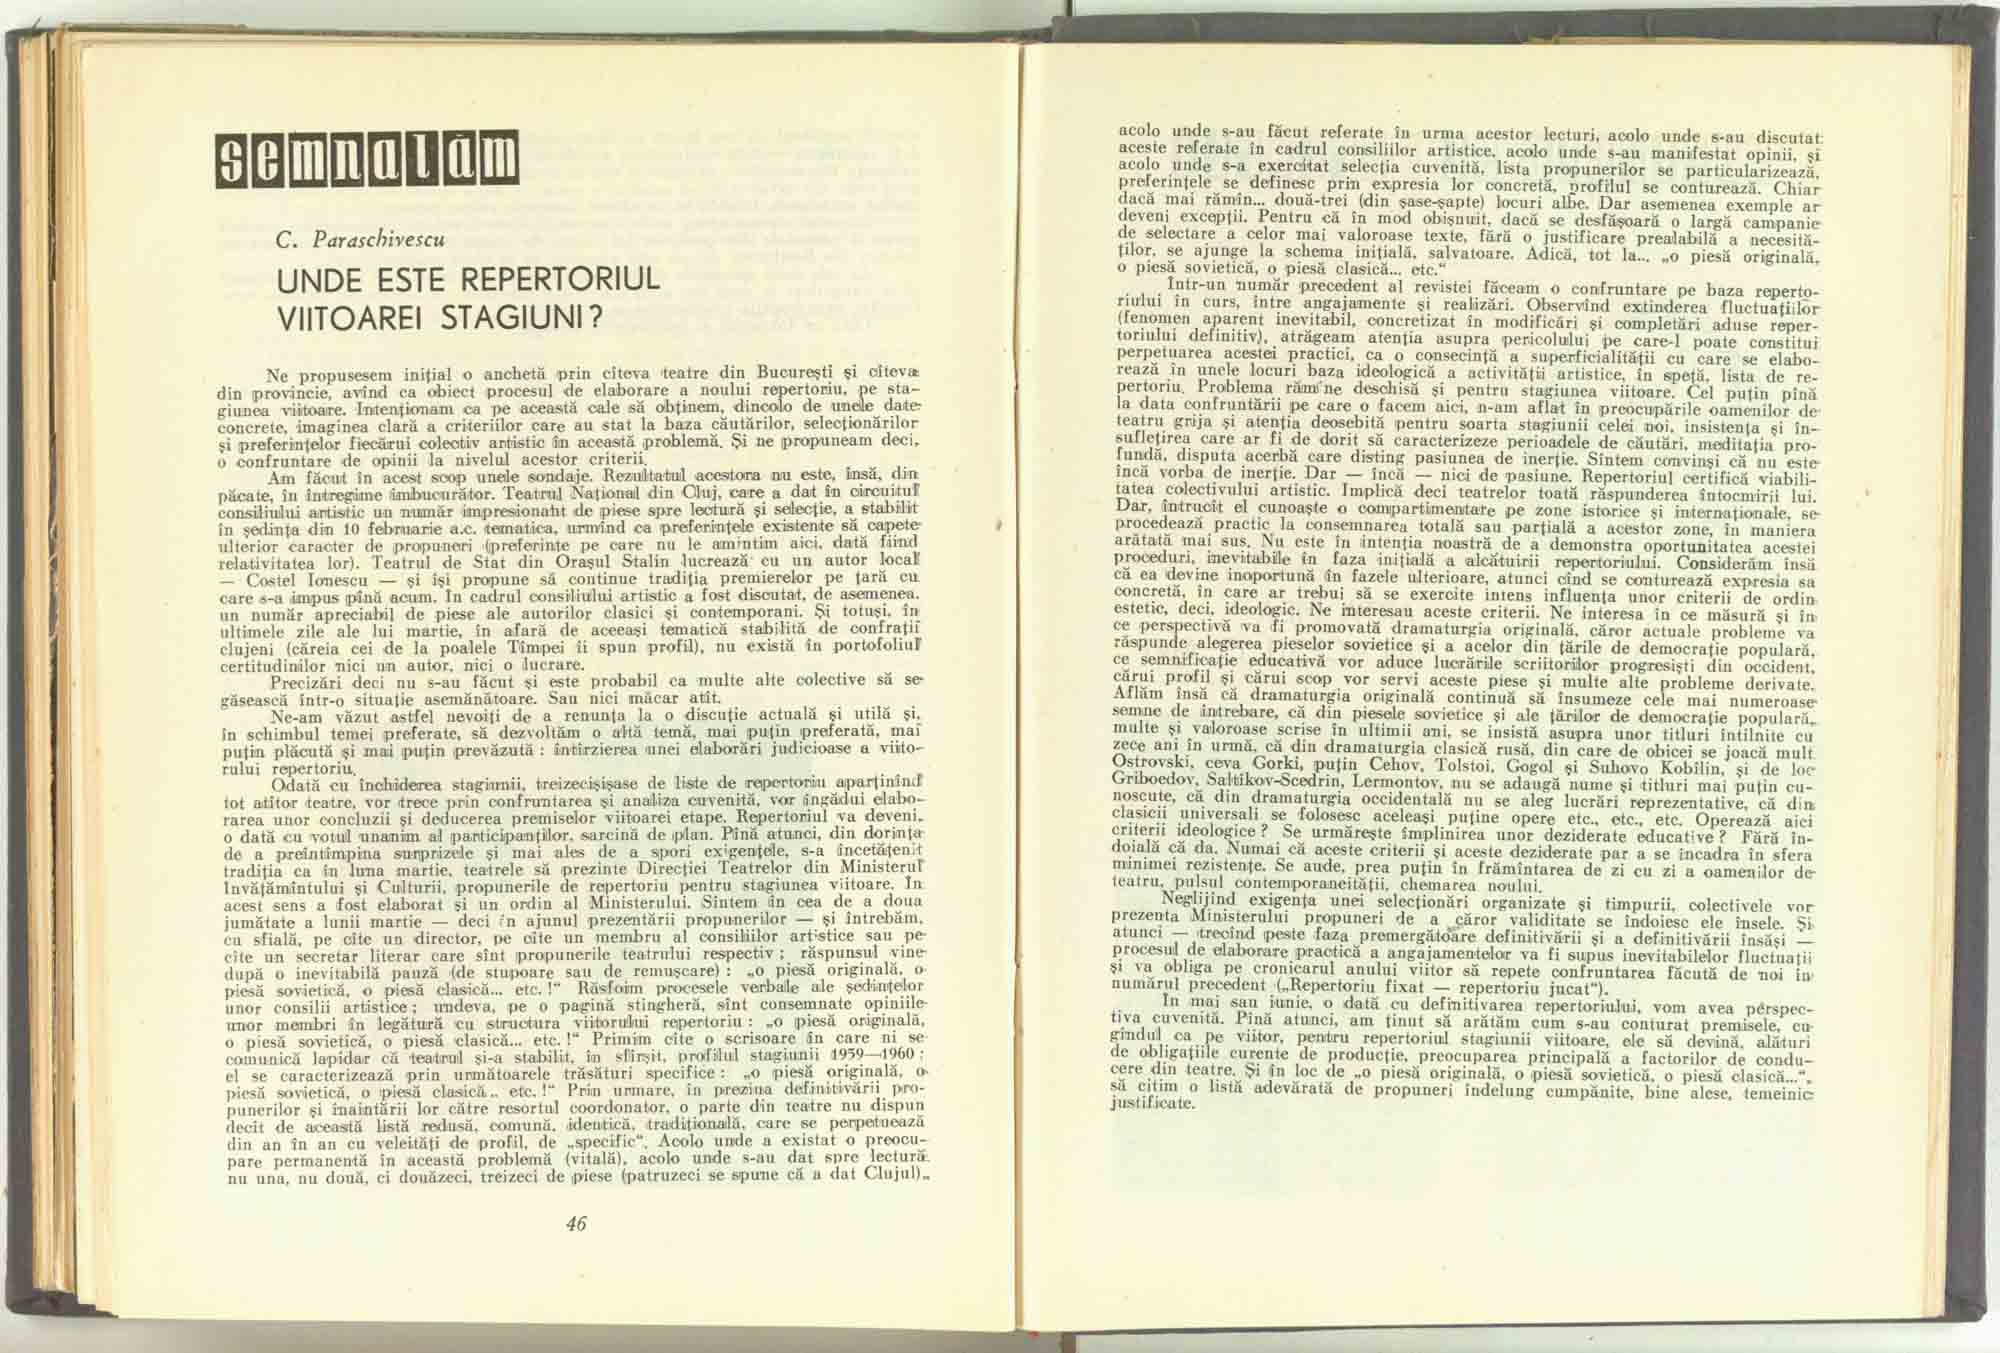 semnalăm
C. Paraschivescu
UNDE ESTE REPERTORIUL
VIITOAREI STAGIUNI?
Ne propusesem inițial o anchetă prin cîteva teatre din București și cîteva
din provincie, avînd ca obiect procesul de elaborare a noului repertoriu, pe sta-
giunea viitoare. Intenționam ca pe această cale să obținem, dincolo de unele date
concrete, imaginea clară a criteriilor care au stat la baza căutărilor, selecționărilor
și preferințelor fiecărui colectiv artistic în această problemă. Și ne propuneam deci,
o confruntare de opinii la nivelul acestor criterii.
Am făcut în acest scop unele sondaje. Rezultatul acestora nu este, însă, din
păcate, în întregime îmbucurător. Teatrul Național din Cluj, care a dat în circuitul
consiliului artistic un număr impresionant de piese spre lectură și selecție, a stabilit
în ședința din 10 februarie a.c. tematica, urmînd ca preferințele existente să capete
ulterior caracter de propuneri (preferințe pe care nu le amintim aici, dată fiind
relativitatea lor). Teatrul de Stat din Orașul Stalin lucrează cu un autor local
— Costel Ionescu — și își propune să continue tradiția premierelor pe țară cu
care s-a impus pînă acum. In cadrul consiliului artistic a fost discutat, de asemenea,
un număr apreciabil de piese ale autorilor clasici și contemporani. Și totuși, în
ultimele zile ale lui martie, în afară de aceeași tematică stabilită de confrații
clujeni (căreia cei de la poalele Tîmpei îi spun profil), nu există în portofoliul
certitudinilor nici un autor, nici o lucrare.
Precizări deci nu s-au făcut și este probabil ca multe alte colective să se
găsească într-o situație asemănătoare. Sau nici măcar atît.
Ne-am văzut astfel nevoiți de a renunța la o discuție actuală și utilă și,
în schimbul temei preferate, să dezvoltăm o altă temă, mai puțin preferată, mai
puțin plăcută și mai puțin prevăzută : întîrzierea unei elaborări judicioase a viito-
rului repertoriu.
Odată cu închiderea stagiunii, treizecișișase de liste de repertoriu aparținînd
tot atîtor teatre, vor trece prin confruntarea și analiza cuvenită, vor îngădui elabo-
rarea unor concluzii și deducerea premiselor viitoarei etape. Repertoriul va deveni,
o dată cu votul unanim al participanților, sarcină de plan. Pînă atunci, din dorința
de a preîntîmpina surprizele și mai ales de a spori exigențele, s-a încetățenit
tradiția ca în luna martie, teatrele să prezinte Direcției Teatrelor din Ministerul
Invățămîntului și Culturii, propunerile de repertoriu pentru stagiunea viitoare. In
acest sens a fost elaborat și un ordin al Ministerului. Sîntem în cea de a doua
jumătate a lunii martie — deci în ajunul prezentării propunerilor — și întrebăm,
cu sfială, pe cîte un director, pe cîte un membru al consiliilor artistice sau pe
cîte un secretar literar care sînt propunerile teatrului respectiv ; răspunsul vine
după o inevitabilă pauză (de stupoare sau de remușcare) : „o piesă originală, o
piesă sovietică, o piesă clasică... etc. !“ Răsfoim procesele verbale ale ședințelor
unor consilii artistice ; undeva, pe o pagină stingheră, sînt consemnate opiniile
unor membri în legătură cu structura viitorului repertoriu : „o piesă originală,
o piesă sovietică, o piesă clasică... etc. !“ Primim cîte o scrisoare în care ni se
comunică lapidar că teatrul și-a stabilit, în sfîrșit, profilul stagiunii 1959—1960 ;
el se caracterizează prin următoarele trăsături specifice : „o piesă originală, o
piesă sovietică, o piesă clasică.. etc. !“ Prin urmare, în prezina definitivării pro-
punerilor și înaintării lor către resortul coordonator, o parte din teatre nu dispun
decît de această listă redusă, comună, identică, tradițională, care se perpetuează
din an în an cu veleități de profil, de „specific“. Acolo unde a existat o preocu-
pare permanentă în această problemă (vitală), acolo unde s-au dat spre lectură
nu una, nu două, ci douăzeci, treizeci de piese (patruzeci se spune că a dat Clujul),
46
acolo unde s-au făcut referate în urma acestor lecturi, acolo unde s-au discutat
aceste referate în cadrul consiliilor artistice, acolo unde s-au manifestat opinii, și
acolo unde s-a exercitat selecția cuvenită, lista propunerilor se particularizează,
preferințele se definesc prin expresia lor concretă, profilul se conturează. Chiar
dacă mai rămîn... două-trei (din șase-șapte) locuri albe. Dar asemenea exemple ar
deveni excepții. Pentru că în mod obișnuit, dacă se desfășoară o largă campanie
de selectare a celor mai valoroase texte, fără o justificare prealabilă a necesită-
ților, se ajunge la schema inițială, salvatoare. Adică, tot la... „o piesă originală,
o piesă sovietică, o piesă clasică... etc.“
Intr-un număr precedent al revistei făceam o confruntare pe baza reperto-
riului în curs, între angajamente și realizări. Observînd extinderea fluctuațiilor
(fenomen aparent inevitabil, concretizat în modificări și completări aduse reper-
toriului definitiv), atrăgeam atenția asupra pericolului pe care-l poate constitui
perpetuarea acestei practici, ca o consecință a superficialității cu care se elabo-
rează în unele locuri baza ideologică a activității artistice, în speță, lista de re-
pertoriu. Problema rămîne deschisă și pentru stagiunea viitoare. Cel puțin pînă
la data confruntării pe care o facem aici, n-am aflat în preocupările oamenilor de
teatru grija și atenția deosebită pentru soarta stagiunii celei noi, insistența și în-
suflețirea care ar fi de dorit să caracterizeze perioadele de căutări, meditația pro-
fundă, disputa acerbă care disting pasiunea de inerție. Sîntem convinși că nu este
încă vorba de inerție. Dar — încă — nici de pasiune. Repertoriul certifică viabili-
tatea colectivului artistic. Implică deci teatrelor toată răspunderea întocmirii lui.
Dar, întrucît el cunoaște o compartimentare pe zone istorice și internaționale, se
procedează practic la consemnarea totală sau parțială a acestor zone, în maniera
arătată mai sus. Nu este în intenția noastră de a demonstra oportunitatea acestei
proceduri, inevitabile în faza inițială a alcătuirii repertoriului. Considerăm însă
că ea devine inoportună în fazele ulterioare, atunci cînd se conturează expresia sa
concretă, în care ar trebui să se exercite intens influența unor criterii de ordin
estetic, deci, ideologic. Ne interesau aceste criterii. Ne interesa în ce măsură și în
ce perspectivă va fi promovată dramaturgia originală, căror actuale probleme va
răspunde alegerea pieselor sovietice și a acelor din țările de democrație populară,
ce semnificație educativă vor aduce lucrările scriitorilor progresiști din occident,
cărui profil și cărui scop vor servi aceste piese și multe alte probleme derivate.
Aflăm însă că dramaturgia originală continuă să însumeze cele mai numeroase
semne de întrebare, că din piesele sovietice și ale țărilor de democrație populară,
multe și valoroase scrise în ultimii ani, se insistă asupra unor titluri întîlnite cu
zece ani în urmă, că din dramaturgia clasică rusă, din care de obicei se joacă mult
Ostrovski, ceva Gorki, puțin Cehov, Tolstoi, Gogol și Suhovo Kobîlin, și de loc
Griboedov, Saltîkov-Scedrin, Lermontov, nu se adaugă nume și titluri mai puțin cu-
noscute, că din dramaturgia occidentală nu se aleg lucrări reprezentative, că din
clasicii universali se folosesc aceleași puține opere etc., etc., etc. Operează aici
criterii ideologice ? Se urmărește împlinirea unor deziderate educative ? Fără în-
doială că da. Numai că aceste criterii și aceste deziderate par a se încadra în sfera
minimei rezistențe. Se aude, prea puțin în frămîntarea de zi cu zi a oamenilor de
teatru, pulsul contemporaneității, chemarea noului.
Neglijînd exigența unei selecționări organizate și timpurii, colectivele vor
prezenta Ministerului propuneri de a căror validitate se îndoiesc ele însele. Și
atunci — trecînd peste faza premergătoare definitivării și a definitivării însăși —
procesul de elaborare practică a angajamentelor va fi supus inevitabilelor fluctuații
și va obliga pe cronicarul anului viitor să repete confruntarea făcută de noi în
numărul precedent („Repertoriu fixat — repertoriu jucat“).
In mai sau iunie, o dată cu definitivarea repertoriului, vom avea perspec-
tiva cuvenită. Pînă atunci, am ținut să arătăm cum s-au conturat premisele, cu
gîndul ca pe viitor, pentru repertoriul stagiunii viitoare, ele să devină, alături
de obligațiile curente de producție, preocuparea principală a factorilor de condu-
cere din teatre. Și în loc de „o piesă originală, o piesă sovietică, o piesă clasică...“,
să citim o listă adevărată de propuneri îndelung cumpănite, bine alese, temeinic
justificate.